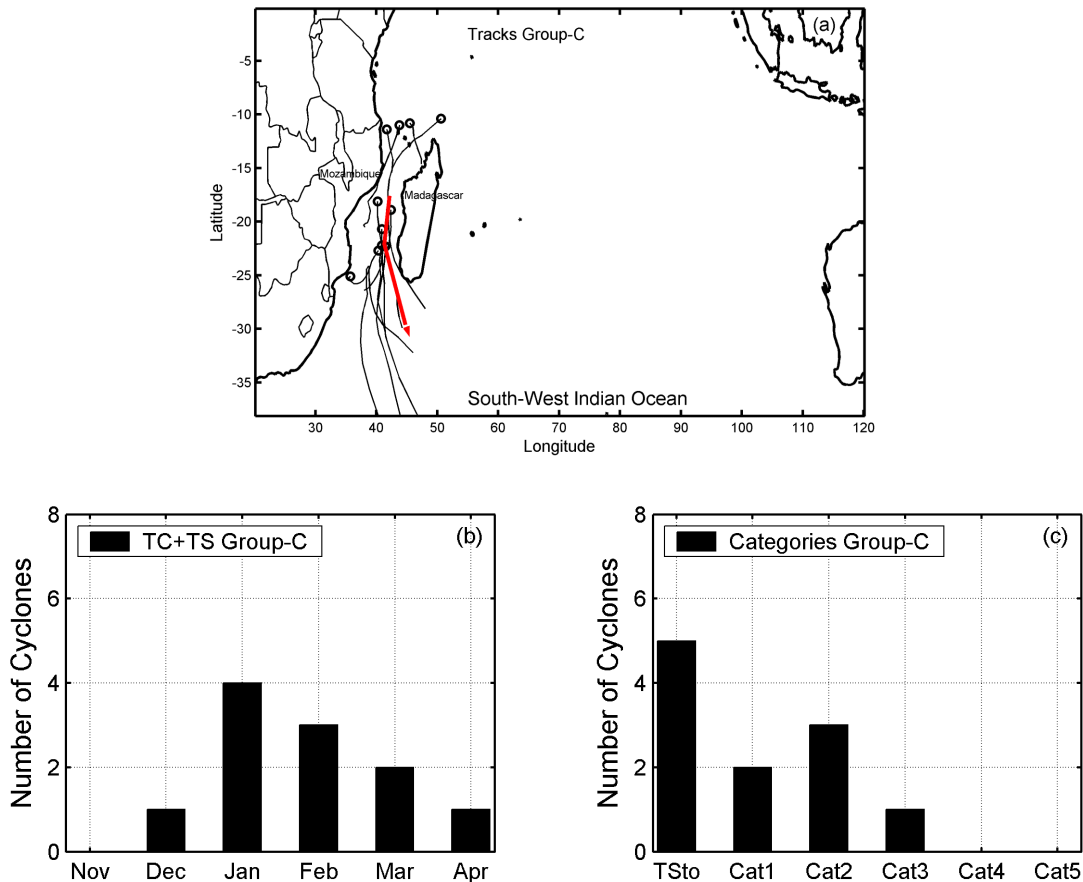 (a)
Tracks Group-C
-5
-10
-15
-20
-25
-30
-35
Latitude
Mozambique
Madagascar
South-West Indian Ocean
30 40 50 60 70 80 90 100 110 120
Longitude
8
6
4
2
0
Number of Cyclones
TC+TS Group-C
(b)
Nov Dec Jan Feb Mar Apr
8
6
4
2
0
Number of Cyclones
Categories Group-C
(c)
TSto Cat1 Cat2 Cat3 Cat4 Cat5